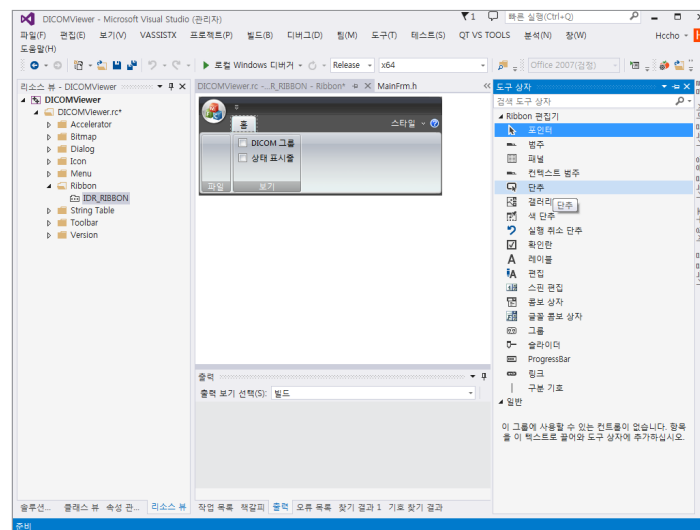 DICOMViewer - Microsoft Visual Studio (관리자)
1
빠른 실행(Ctrl+Q)
파일(F) 편집(E) 보기(V) VASSISTX 프로젝트(P) 빌드(B) 디버그(D) 팀(M) 도구(T) 테스트(S) QT VS TOOLS 분석(N) 창(W) Hccho
도움말(H)
로컬 Windows 디버거 Release x64 Office 2007(검정)
리소스 뷰 - DICOMViewer
DICOMViewer
DICOMViewer.rc*
Accelerator
Bitmap
Dialog
Icon
Menu
Ribbon
IDR_RIBBON
String Table
Toolbar
Version
DICOMViewer.rc -...R_RIBBON - Ribbon* MainFrm.h
홈 스타일
DICOM 그룹
상태 표시줄
파일 보기
출력
출력 보기 선택(S): 빌드
도구 상자
검색 도구 상자
Ribbon 편집기
포인터
범주
패널
컨텍스트 범주
단추
갤러리
단추
색 단추
실행 취소 단추
확인란
레이블
편집
스핀 편집
콤보 상자
글꼴 콤보 상자
그룹
슬라이더
ProgressBar
링크
구분 기호
일반
이 그룹에 사용할 수 있는 컨트롤이 없습니다. 항목
을 이 텍스트로 끌어와 도구 상자에 추가하십시오.
솔루션... 클래스 뷰 속성 관... 리소스 뷰
작업 목록 책갈피 출력 오류 목록 찾기 결과 1 기호 찾기 결과
준비